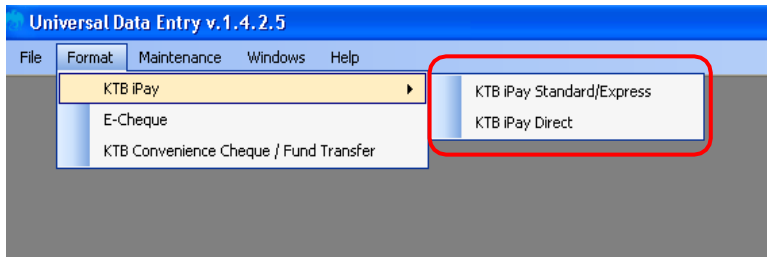 Universal Data Entry v.1.4.2.5
File Format Maintenance Windows Help
KTB iPay
KTB iPay Standard/Express
E-Cheque
KTB iPay Direct
KTB Convenience Cheque / Fund Transfer